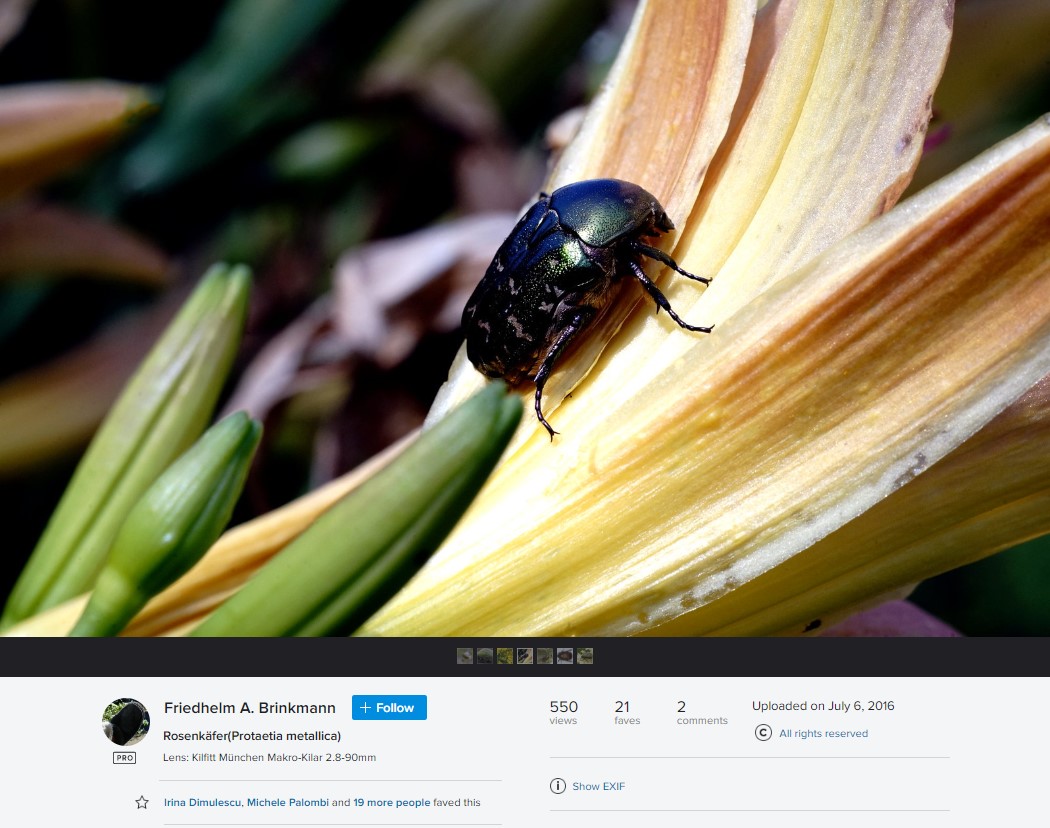 Friedhelm A. Brinkmann
+ Follow
Rosenkäfer(Protaetia metallica)
PRO
Lens: Kilfitt München Makro-Kilar 2.8-90mm
Irina Dimulescu, Michele Palombi and 19 more people faved this
550 21 2 Uploaded on July 6, 2016
views faves comments
© All rights reserved
Show EXIF